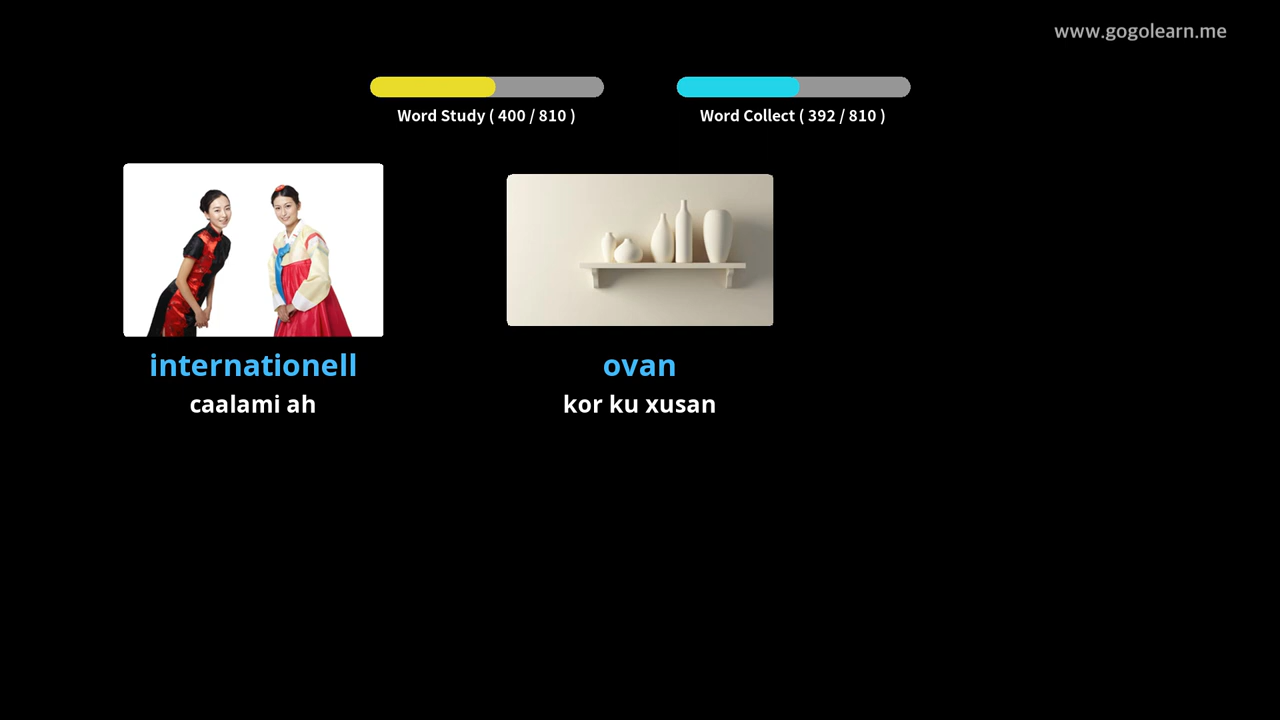 www.gogolearn.me
Word Study ( 400 / 810 )
Word Collect ( 392 / 810 )
internationell
caalami ah
ovan
kor ku xusan